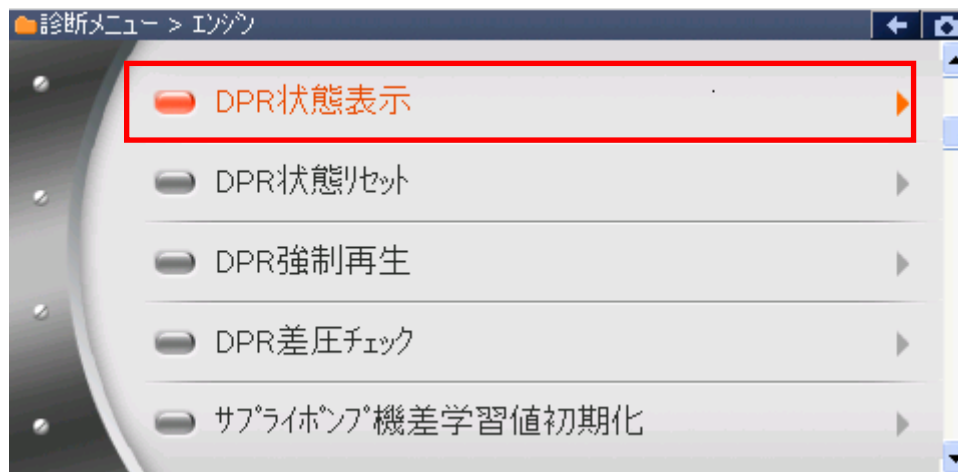 診断メニュー > エンジン
DPR状態表示
DPR状態リセット
DPR強制再生
DPR差圧チェック
サプライポンプ機差学習値初期化